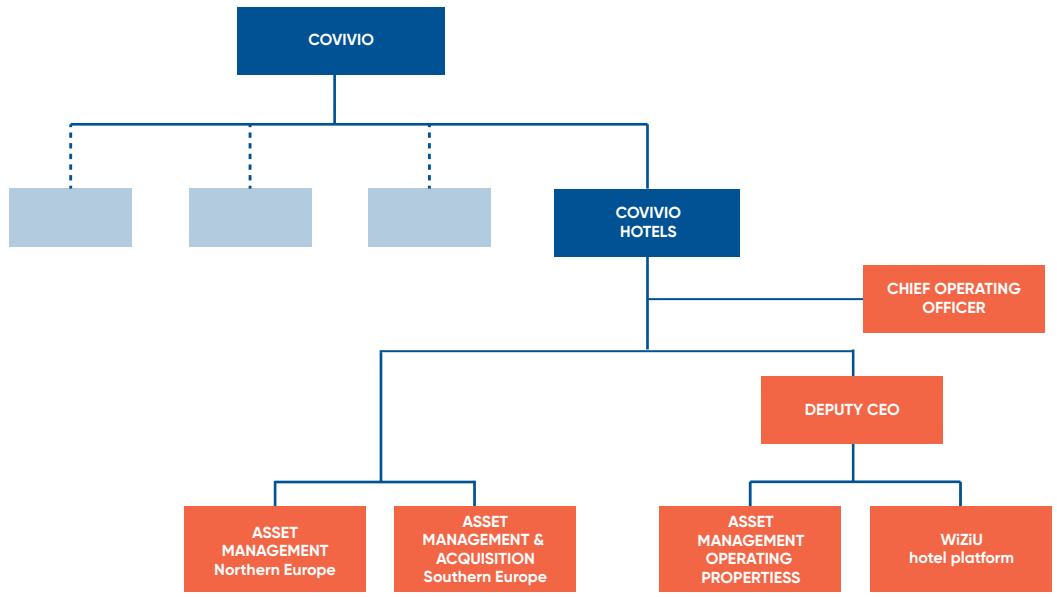 COVIVIO
COVIVIO
HOTELS
CHIEF OPERATING
OFFICER
DEPUTY CEO
ASSET
MANAGEMENT
Northern Europe
ASSET
MANAGEMENT &
ACQUISITION
Southern Europe
ASSET
MANAGEMENT
OPERATING
PROPERTIESS
WiZiU
hotel platform